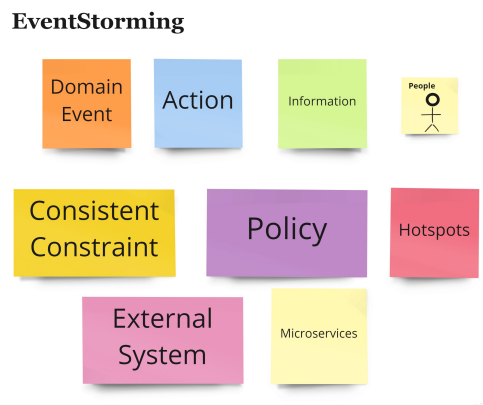 EventStorming
Domain
Event
Action
Information
People
Consistent
Constraint
Policy
Hotspots
External
System
Microservices